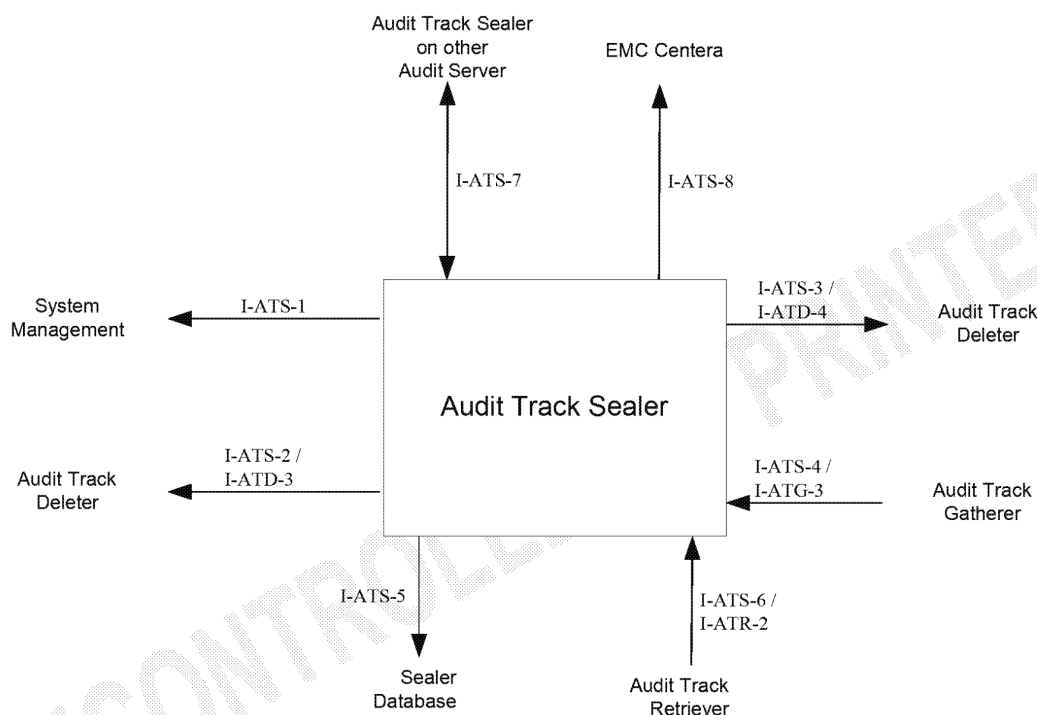 Audit Track Sealer
on other
Audit Server
EMC Centera
I-ATS-7
I-ATS-8
System
Management
I-ATS-1
I-ATS-3 /
I-ATD-4
Audit Track
Deleter
Audit Track Sealer
Audit Track
Deleter
I-ATS-2 /
I-ATD-3
I-ATS-4 /
I-ATG-3
Audit Track
Gatherer
I-ATS-5
I-ATS-6 /
I-ATR-2
Sealer
Database
Audit Track
Retriever